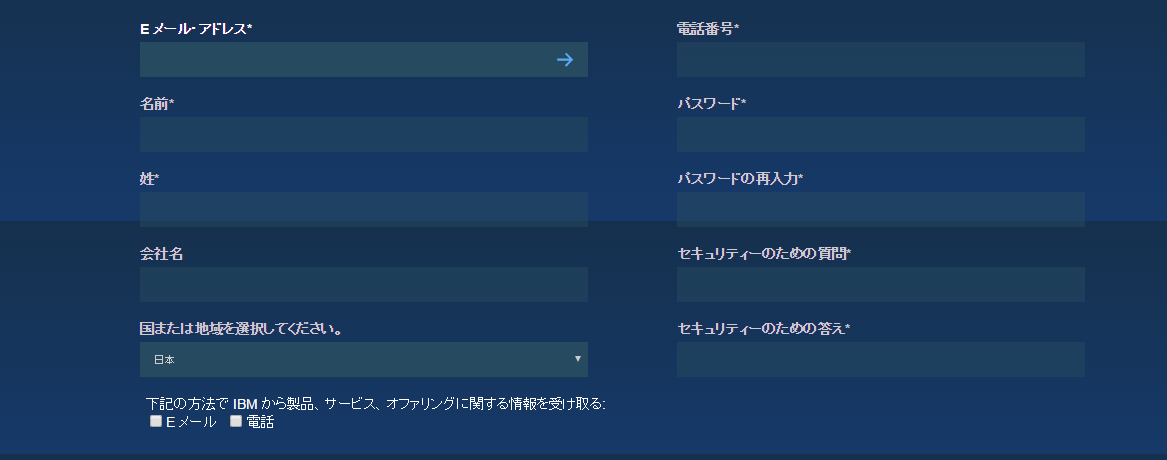 E メール・アドレス*
名前*
姓*
会社名
国または地域を選択してください。
日本
下記の方法で IBM から製品、サービス、オファリングに関する情報を受け取る:
E メール 電話
電話番号*
パスワード*
パスワードの再入力*
セキュリティーのための質問*
セキュリティーのための答え*